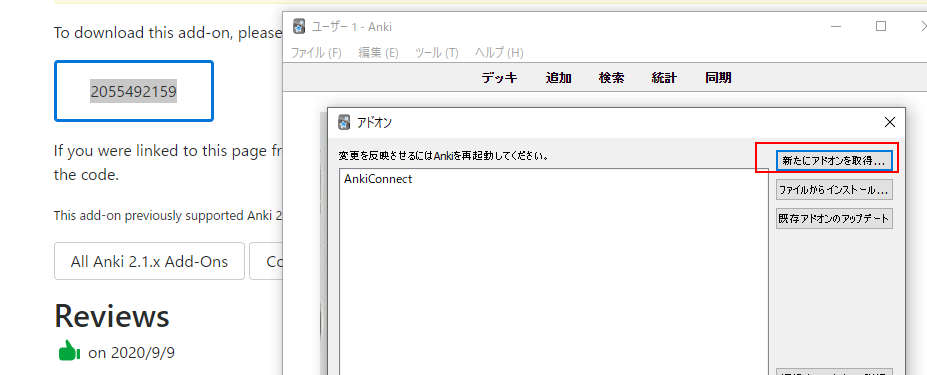 To download this add-on, please
2055492159
If you were linked to this page fr
the code.
This add-on previously supported Anki 2
All Anki 2.1.x Add-Ons
Co
Reviews
on 2020/9/9
ユーザー 1 - Anki
ファイル (F) 編集 (E) ツール (T) ヘルプ (H)
デッキ 追加 検索 統計 同期
アドオン
変更を反映させるにはAnkiを再起動してください。
AnkiConnect
新たにアドオンを取得...
ファイルからインストール...
既存アドオンのアップデート